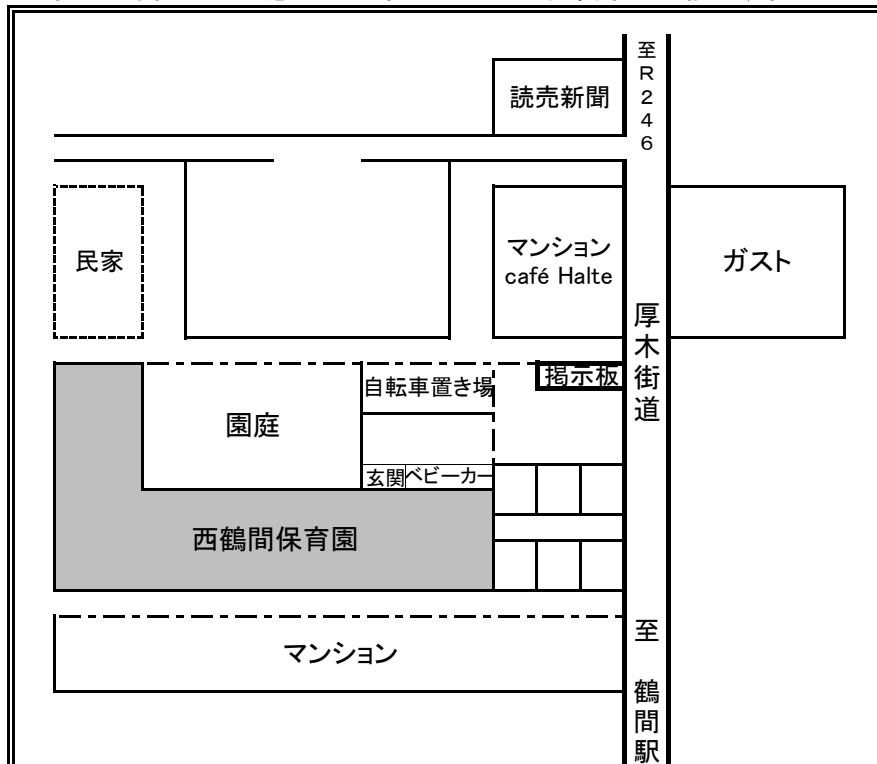 至R246
読売新聞
民家
マンション
café Halte
ガスト
厚木街道
掲示板
自転車置き場
園庭
玄関
ベビーカー
西鶴間保育園
マンション
至 鶴間駅